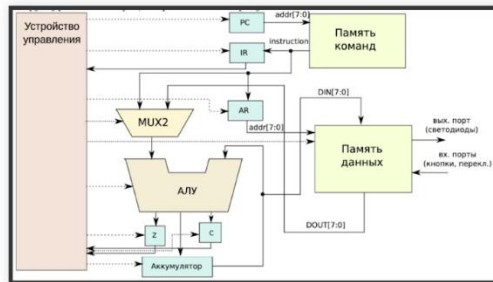 Устройство
управления
PC
addr[7:0]
Память
команд
IR
instruction
AR
addr[7:0]
DIN[7:0]
MUX2
Память
данных
вых. порт
(светодиоды)
вх. порты
(кнопки, перекл.)
АЛУ
Z
C
DOUT[7:0]
Аккумулятор